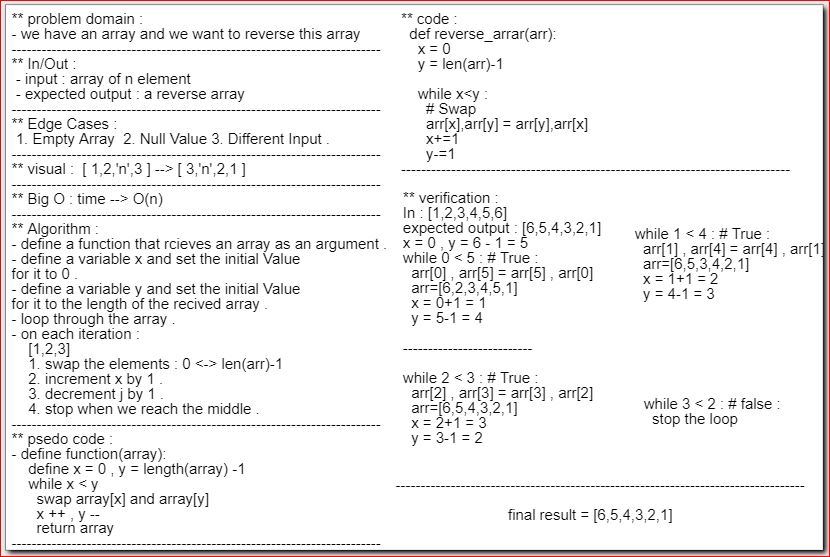 ** problem domain :
- we have an array and we want to reverse this array
--------------------------------------------------------------------------
** In/Out :
- input : array of n element
- expected output : a reverse array
--------------------------------------------------------------------------
** Edge Cases :
1. Empty Array 2. Null Value 3. Different Input .
--------------------------------------------------------------------------
** visual : [ 1,2,'n',3 ] --> [ 3,'n',2,1 ]
--------------------------------------------------------------------------
** Big O : time --> O(n)
--------------------------------------------------------------------------
** Algorithm :
- define a function that rcieves an array as an argument .
- define a variable x and set the initial Value
for it to 0 .
- define a variable y and set the initial Value
for it to the length of the recived array .
- loop through the array .
- on each iteration :
[1,2,3]
1. swap the elements : 0 <-> len(arr)-1
2. increment x by 1 .
3. decrement j by 1 .
4. stop when we reach the middle .
--------------------------------------------------------------------------
** psedo code :
- define function(array):
define x = 0 , y = length(array) -1
while x < y
swap array[x] and array[y]
x ++ , y --
return array
--------------------------------------------------------------------------
** code :
def reverse_arrar(arr):
x = 0
y = len(arr)-1
while x<y :
# Swap
arr[x],arr[y] = arr[y],arr[x]
x+=1
y-=1
------------------------------------------------------------------------------
** verification :
In : [1,2,3,4,5,6]
expected output : [6,5,4,3,2,1]
x = 0 , y = 6 - 1 = 5
while 0 < 5 : # True :
arr[0] , arr[5] = arr[5] , arr[0]
arr=[6,2,3,4,5,1]
x = 0+1 = 1
y = 5-1 = 4
while 1 < 4 : # True :
arr[1] , arr[4] = arr[4] , arr[1]
arr=[6,5,3,4,2,1]
x = 1+1 = 2
y = 4-1 = 3
--------------------------
while 2 < 3 : # True :
arr[2] , arr[3] = arr[3] , arr[2]
arr=[6,5,4,3,2,1]
x = 2+1 = 3
y = 3-1 = 2
while 3 < 2 : # false :
stop the loop
----------------------------------------------------------------------------------
final result = [6,5,4,3,2,1]